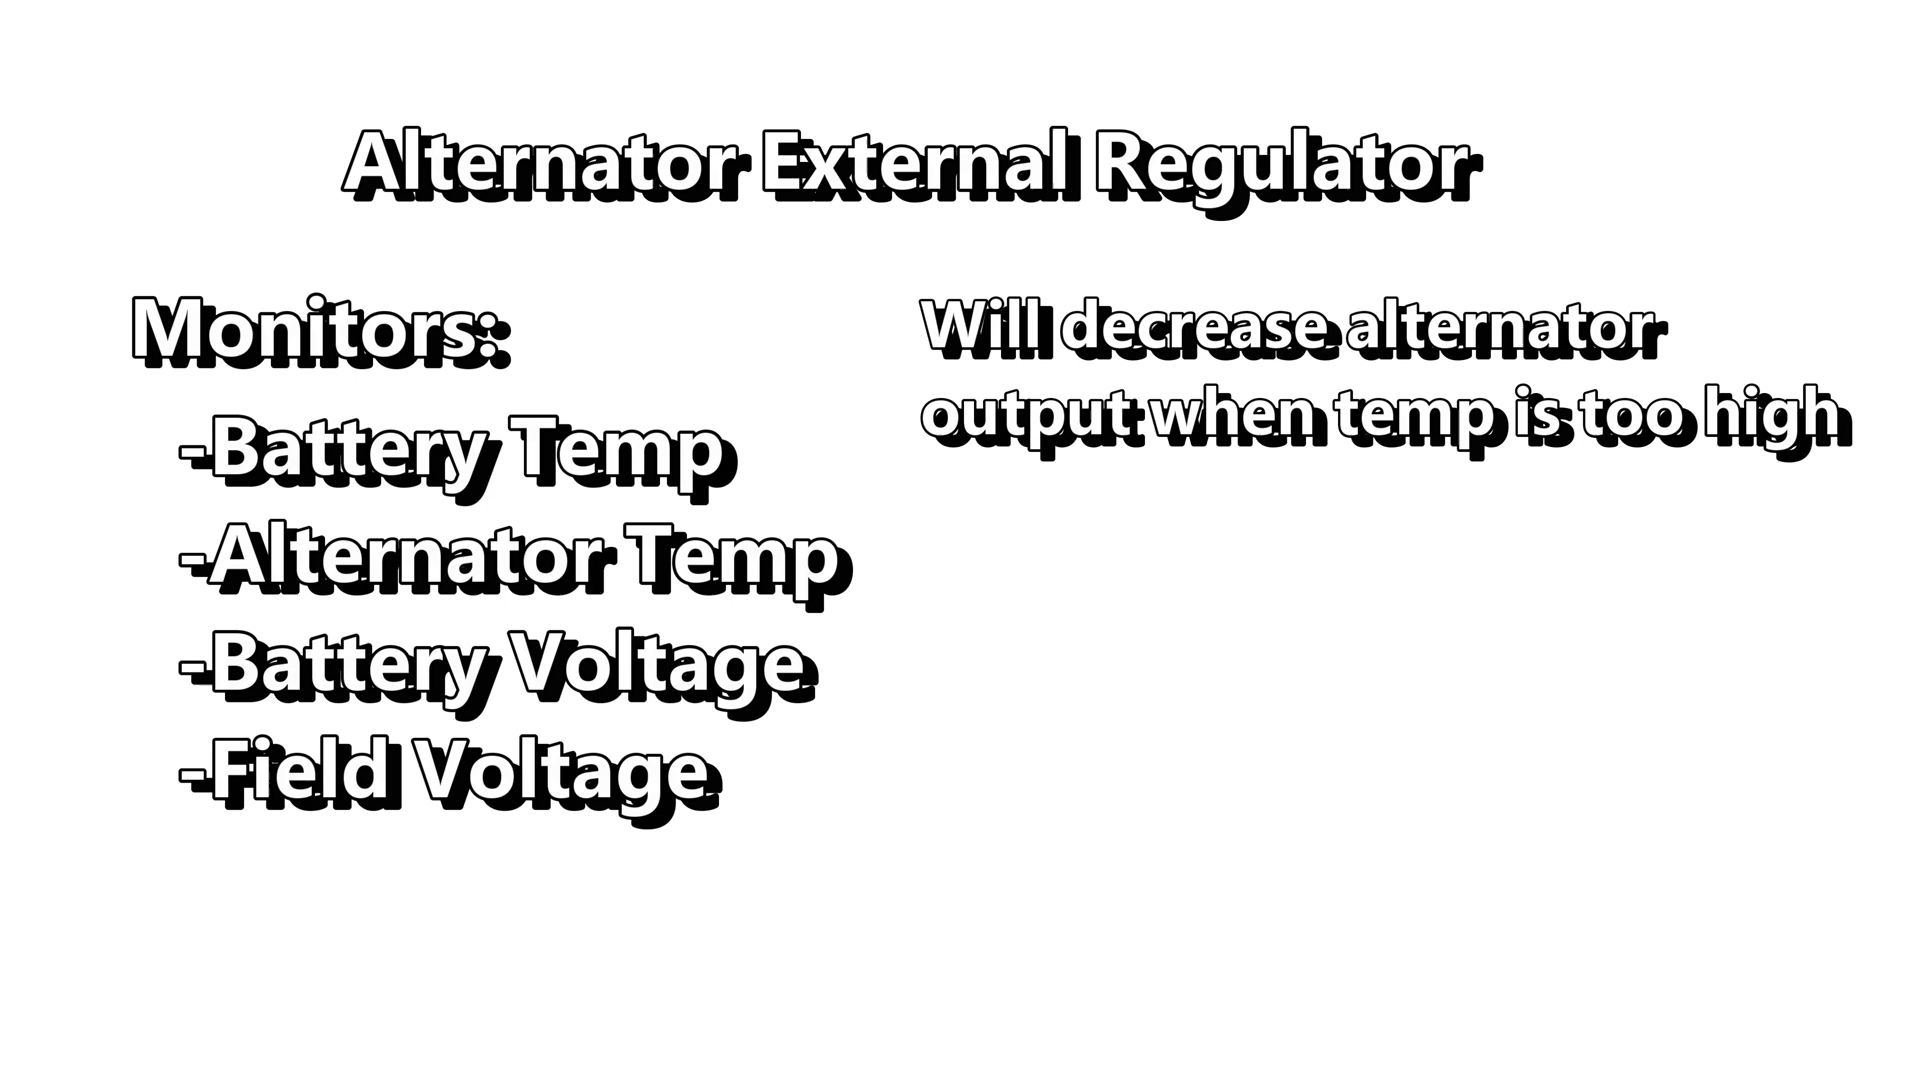 Alternator External Regulator
Monitors:
-Battery Temp
-Alternator Temp
-Battery Voltage
-Field Voltage
Will decrease alternator
output when temp is too high